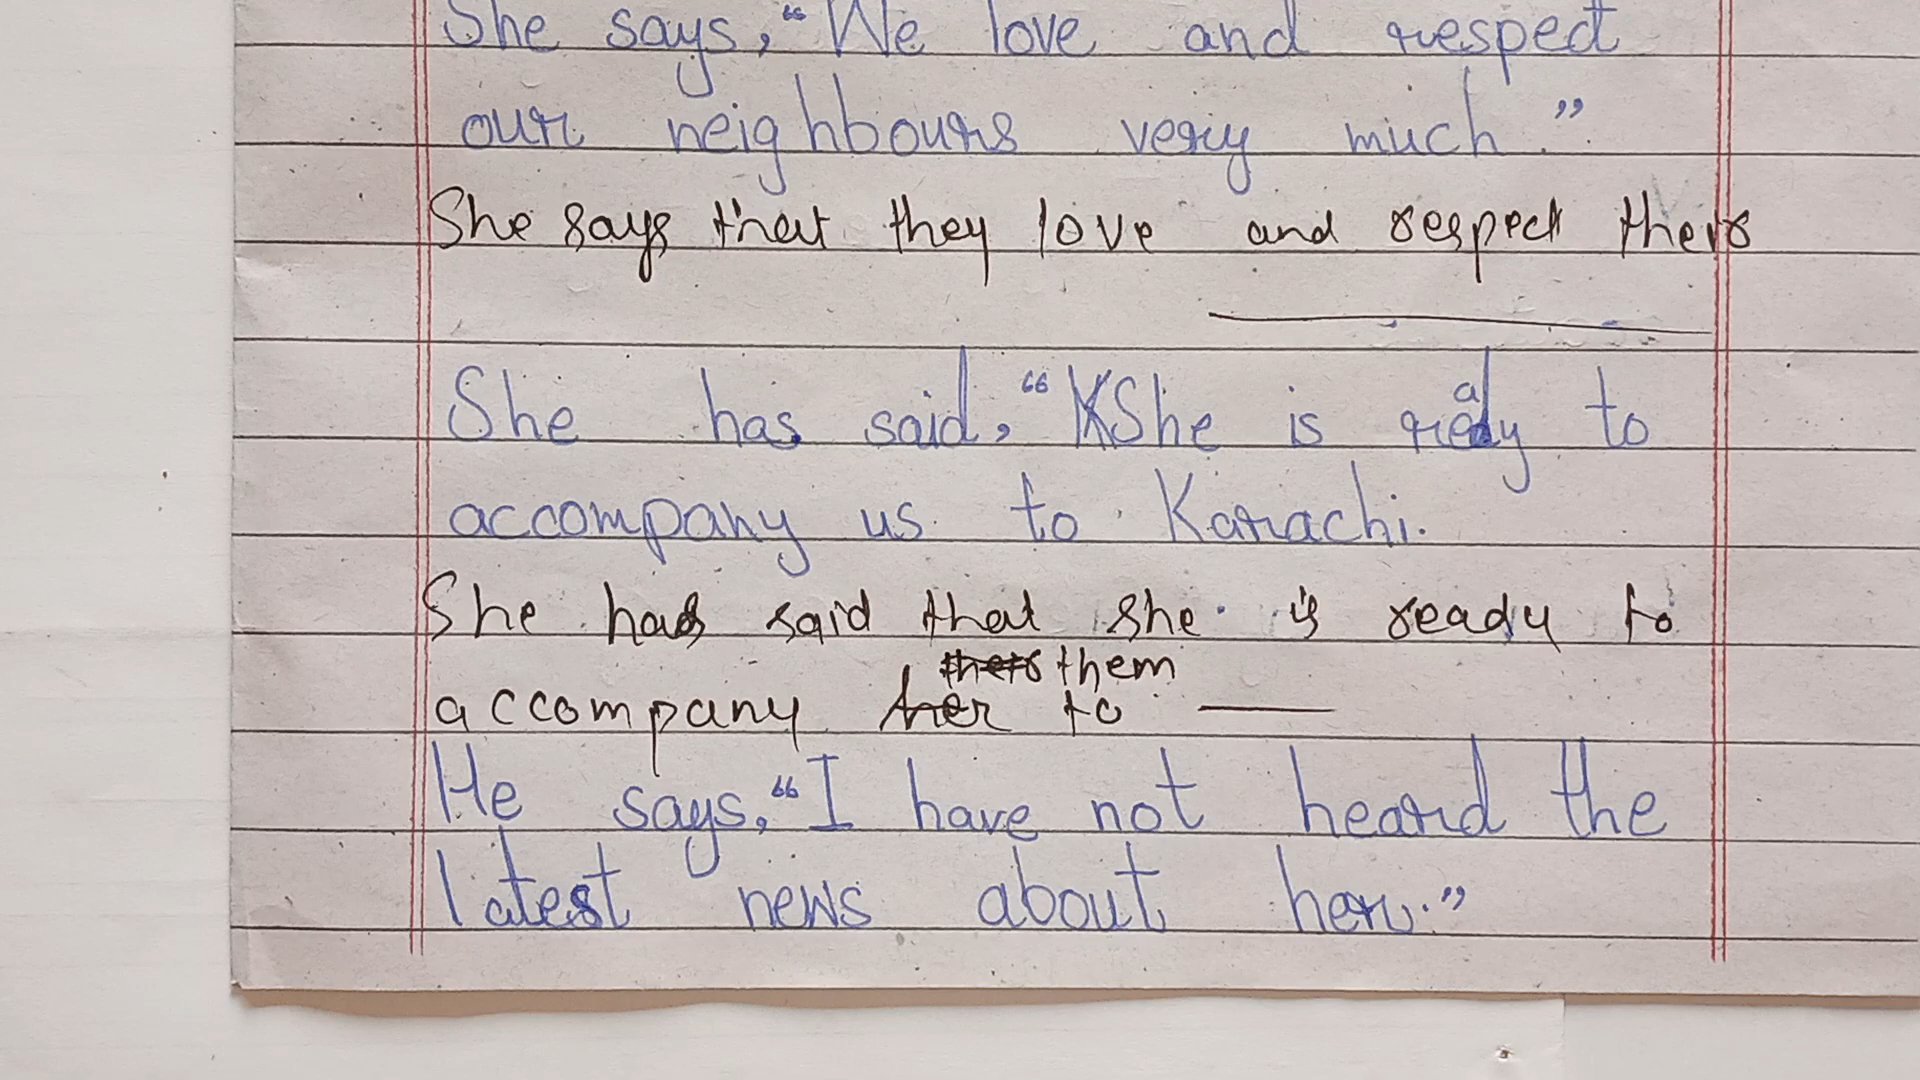 She says, “We love and respect
our neighbours very much.”
She says that they love and respect their
She has said, “She is ready to
accompany us to Karachi.
She has said that she is ready to
them
accompany her to ——
He says, “I have not heard the
latest news about her.”